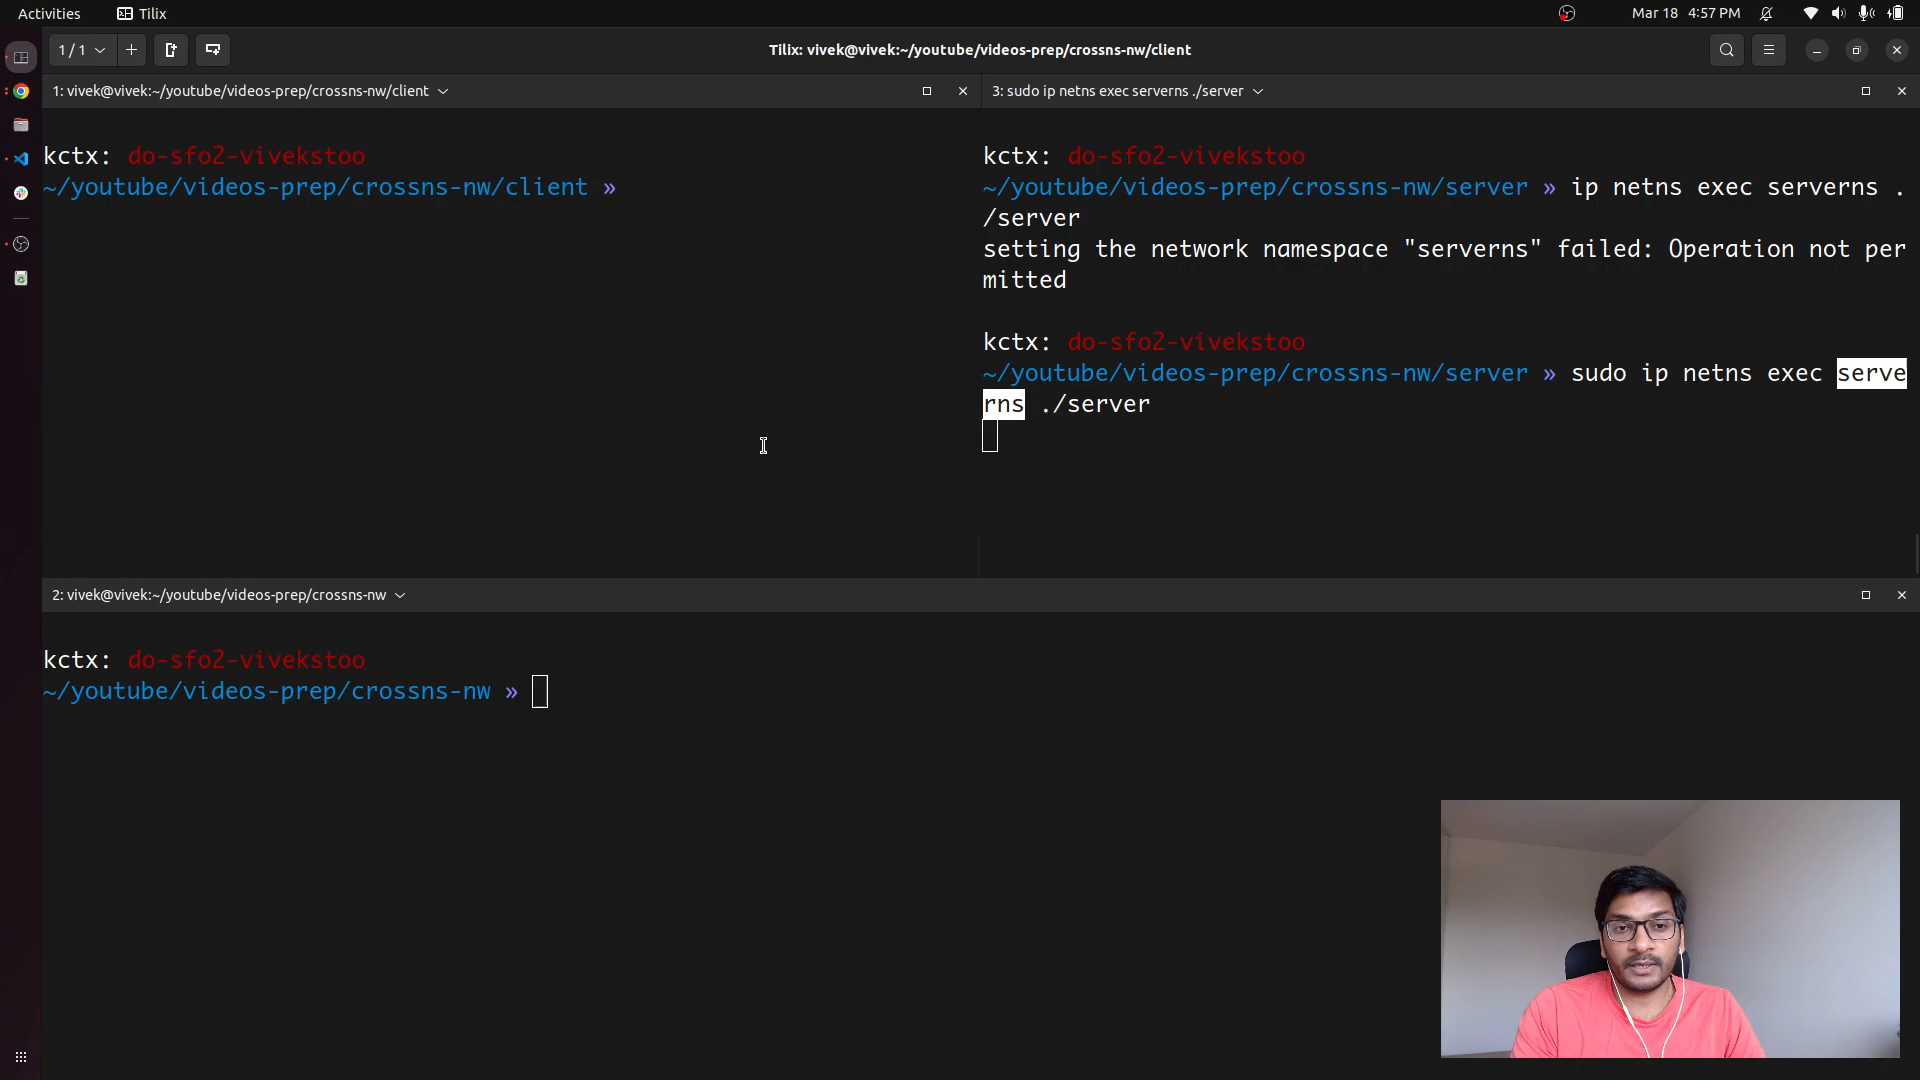 Activities Tilix Mar 18 4:57 PM
1 / 1 Tilix: vivek@vivek:~/youtube/videos-prep/crossns-nw/client
1: vivek@vivek:~/youtube/videos-prep/crossns-nw/client
kctx: do-sfo2-vivekstoo
~/youtube/videos-prep/crossns-nw/client »
3: sudo ip netns exec serverns ./server
kctx: do-sfo2-vivekstoo
~/youtube/videos-prep/crossns-nw/server » ip netns exec serverns .
/server
setting the network namespace "serverns" failed: Operation not per
mitted
kctx: do-sfo2-vivekstoo
~/youtube/videos-prep/crossns-nw/server » sudo ip netns exec serve
rns ./server
2: vivek@vivek:~/youtube/videos-prep/crossns-nw
kctx: do-sfo2-vivekstoo
~/youtube/videos-prep/crossns-nw »